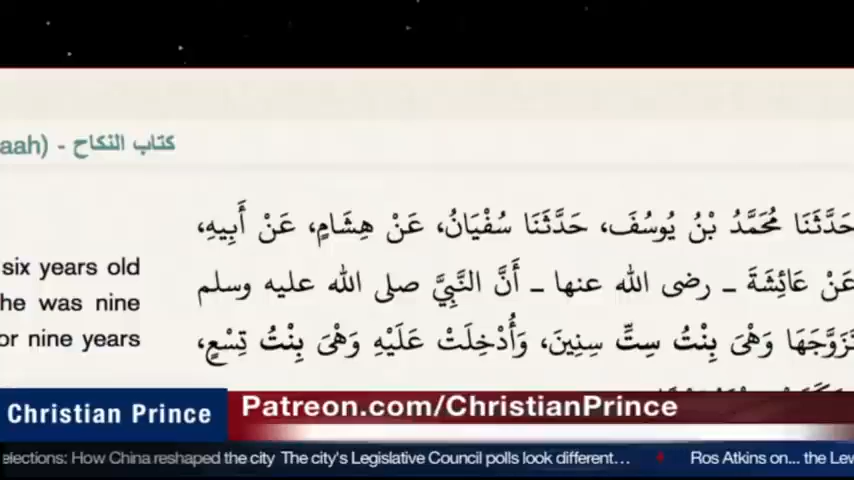 aah) - كتاب النكاح
حَدَّثَنَا مُحَمَّدُ بْنُ يُوسُفَ، حَدَّثَنَا سُفْيَانُ، عَنْ هِشَامٍ، عَنْ أَبِيهِ،
عَنْ عَائِشَةَ ـ رضى الله عنها ـ أَنَّ النَّبِيَّ صلى الله عليه وسلم
تَزَوَّجَهَا وَهْىَ بِنْتُ سِتِّ سِنِينَ، وَأُدْخِلَتْ عَلَيْهِ وَهْىَ بِنْتُ تِسْعٍ،
six years old
he was nine
or nine years
Christian Prince
Patreon.com/ChristianPrince
elections: How China reshaped the city The city's Legislative Council polls look different… Ros Atkins on... the Lew